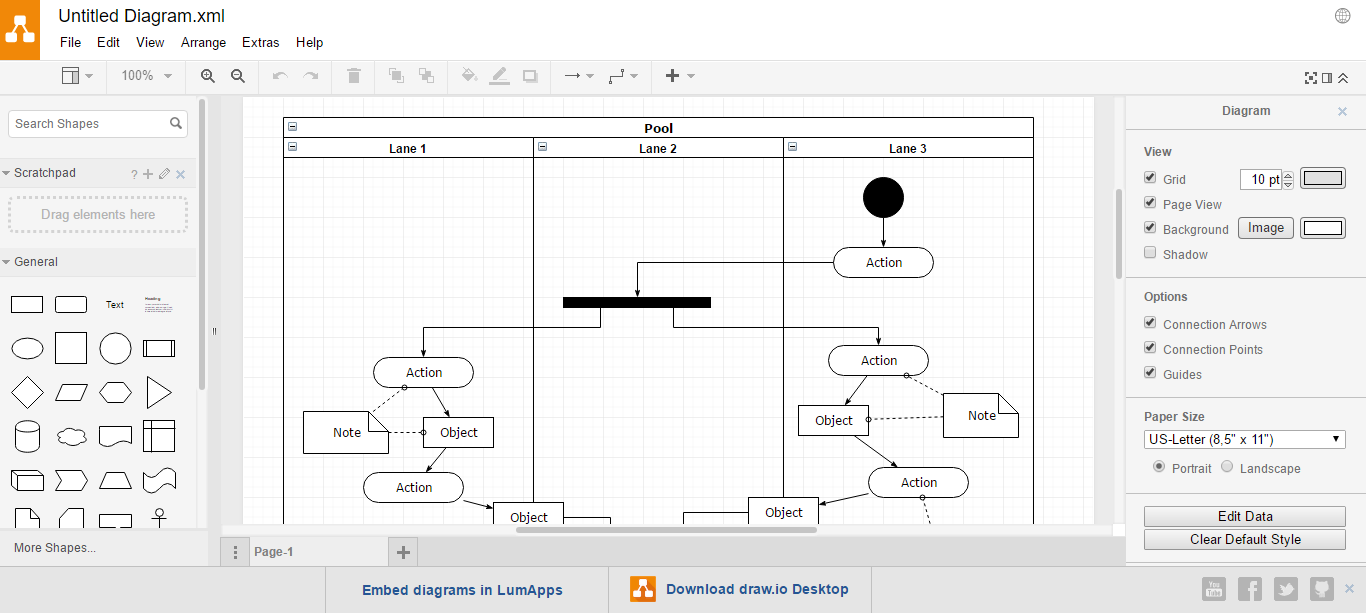 Untitled Diagram.xml
File Edit View Arrange Extras Help
100%
Search Shapes
Scratchpad
?
Drag elements here
General
Text
Heading
More Shapes...
Pool
Lane 1 Lane 2 Lane 3
Action
Action
Action
Note
Object
Object
Note
Action
Action
Object
Object
Page-1
Diagram
View
Grid 10 pt
Page View
Background Image
Shadow
Options
Connection Arrows
Connection Points
Guides
Paper Size
US-Letter (8,5" x 11")
Portrait Landscape
Edit Data
Clear Default Style
Embed diagrams in LumApps
Download draw.io Desktop
You
Tube